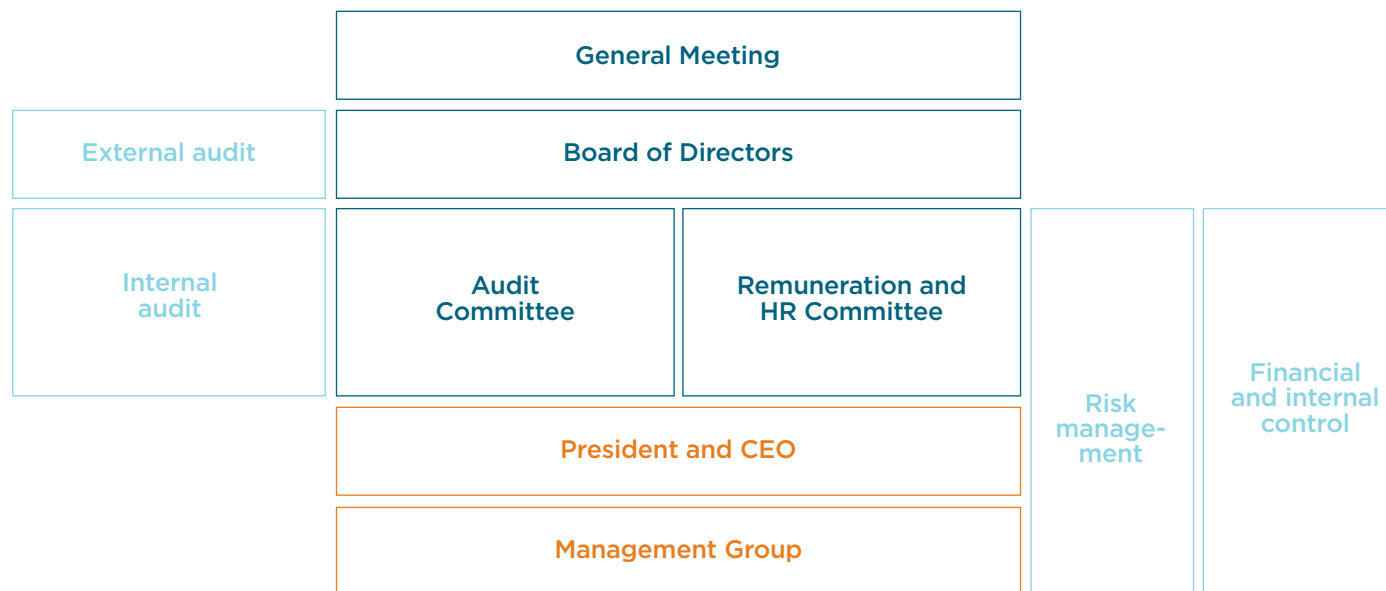 General Meeting
External audit
Board of Directors
Internal
audit
Audit
Committee
Remuneration and
HR Committee
Risk
manage-
ment
Financial
and internal
control
President and CEO
Management Group